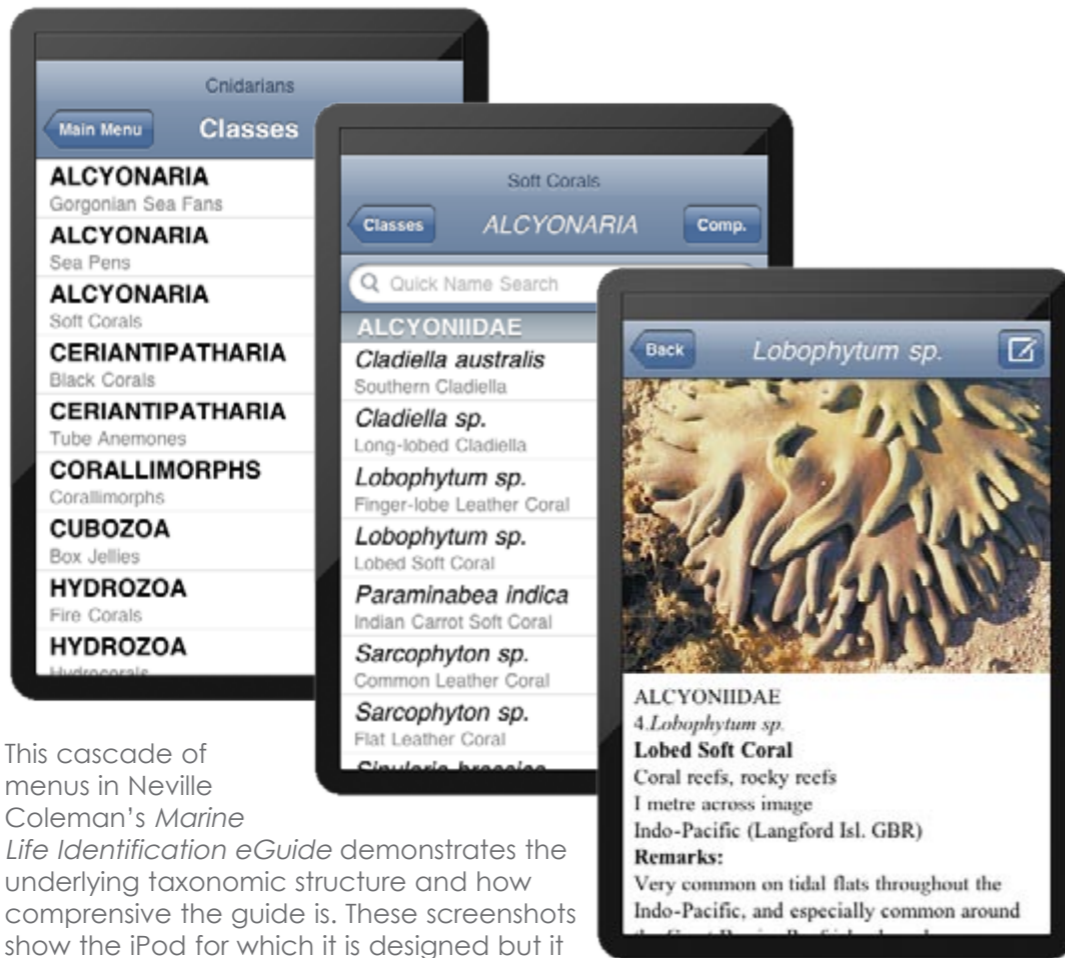 Cnidarians
Main Menu
Classes
ALCYONARIA
Gorgonian Sea Fans
ALCYONARIA
Sea Pens
ALCYONARIA
Soft Corals
CERIANTIPATHARIA
Black Corals
CERIANTIPATHARIA
Tube Anemones
CORALLIMORPHS
Corallimorphs
CUBOZOA
Box Jellies
HYDROZOA
Fire Corals
HYDROZOA
Hydrocorals
Soft Corals
Classes
ALCYONARIA
Comp.
Quick Name Search
ALCYONIIDAE
Cladiella australis
Southern Cladiella
Cladiella sp.
Long-lobed Cladiella
Lobophytum sp.
Finger-lobe Leather Coral
Lobophytum sp.
Lobed Soft Coral
Paraminabea indica
Indian Carrot Soft Coral
Sarcophyton sp.
Common Leather Coral
Sarcophyton sp.
Flat Leather Coral
Back
Lobophytum sp.
ALCYONIIDAE
4.Lobophytum sp.
Lobed Soft Coral
Coral reefs, rocky reefs
1 metre across image
Indo-Pacific (Langford Isl. GBR)
Remarks:
Very common on tidal flats throughout the
Indo-Pacific, and especially common around
This cascade of
menus in Neville
Coleman's Marine
Life Identification eGuide demonstrates the
underlying taxonomic structure and how
comprensive the guide is. These screenshots
show the iPod for which it is designed but it